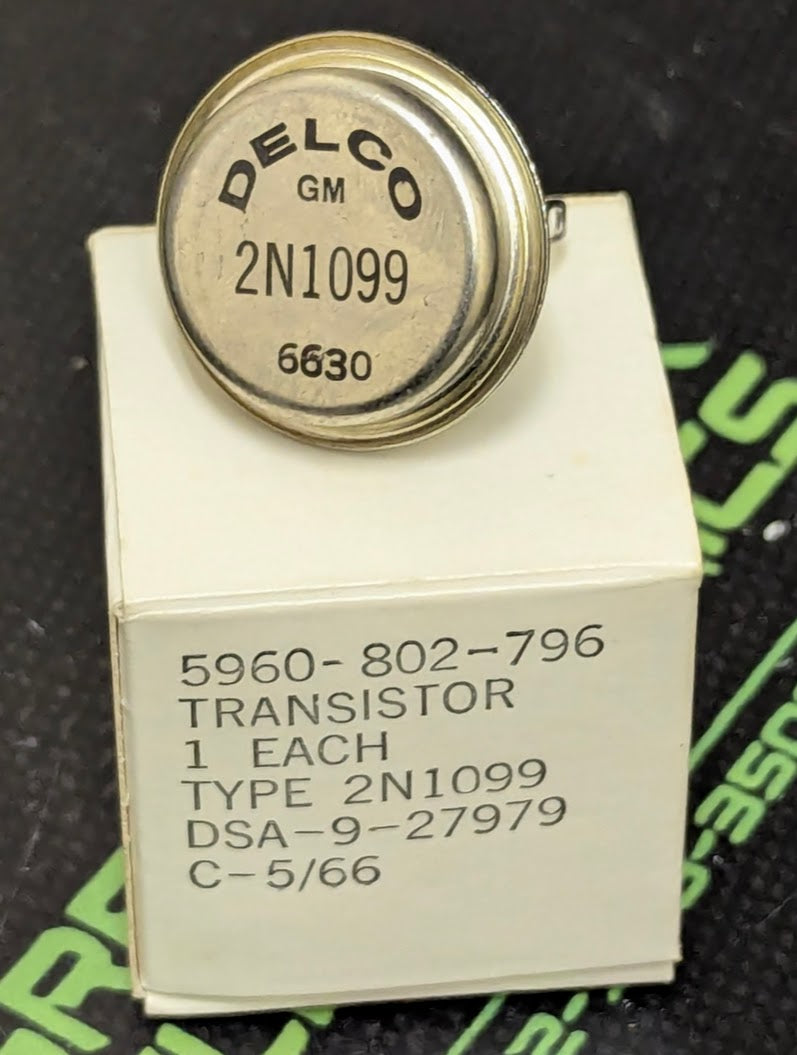 DELCO
GM
2N1099
6630
5960-802-796
TRANSISTOR
1 EACH
TYPE 2N1099
DSA-9-27979
C-5/66